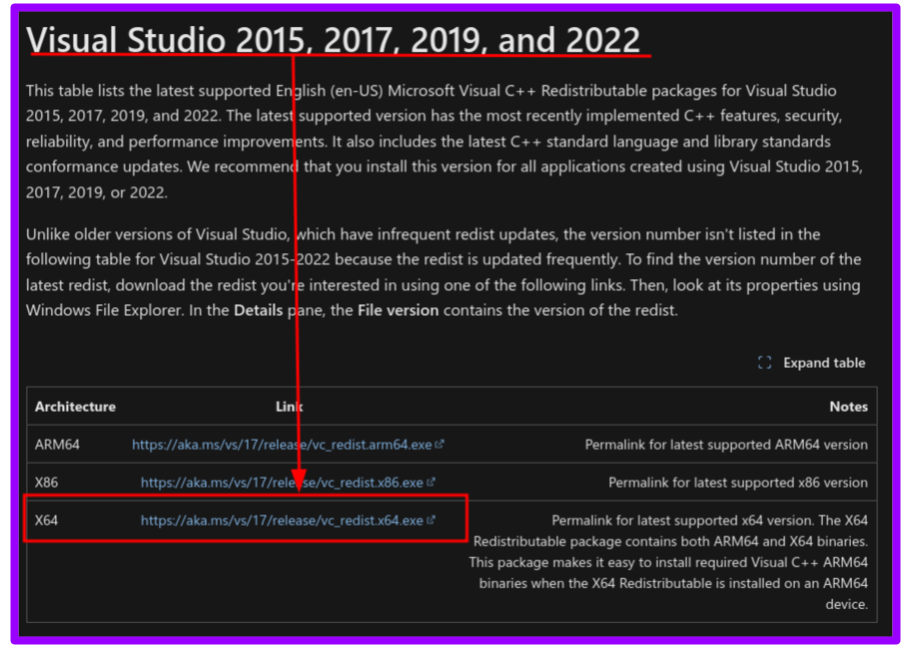 Visual Studio 2015, 2017, 2019, and 2022
This table lists the latest supported English (en-US) Microsoft Visual C++ Redistributable packages for Visual Studio
2015, 2017, 2019, and 2022. The latest supported version has the most recently implemented C++ features, security,
reliability, and performance improvements. It also includes the latest C++ standard language and library standards
conformance updates. We recommend that you install this version for all applications created using Visual Studio 2015,
2017, 2019, or 2022.
Unlike older versions of Visual Studio, which have infrequent redist updates, the version number isn't listed in the
following table for Visual Studio 2015-2022 because the redist is updated frequently. To find the version number of the
latest redist, download the redist you're interested in using one of the following links. Then, look at its properties using
Windows File Explorer. In the Details pane, the File version contains the version of the redist.
Expand table
Architecture Link Notes
ARM64 https://aka.ms/vs/17/release/vc_redist.arm64.exe Permalink for latest supported ARM64 version
X86 https://aka.ms/vs/17/release/vc_redist.x86.exe Permalink for latest supported x86 version
X64 https://aka.ms/vs/17/release/vc_redist.x64.exe Permalink for latest supported x64 version. The X64
Redistributable package contains both ARM64 and X64 binaries.
This package makes it easy to install required Visual C++ ARM64
binaries when the X64 Redistributable is installed on an ARM64
device.